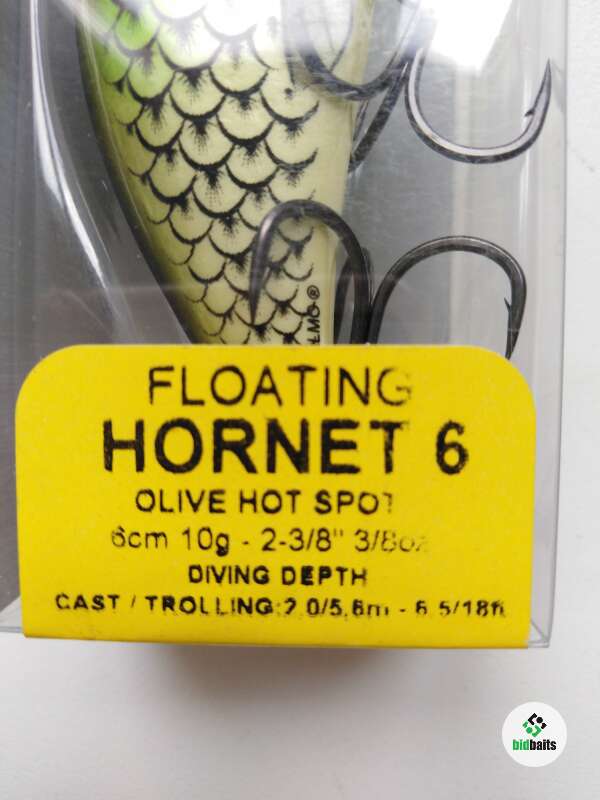 SALMO®
FLOATING
HORNET 6
OLIVE HOT SPOT
6cm 10g - 2-3/8" 3/8oz
DIVING DEPTH
CAST / TROLLING:2.0/5,6m - 6.5/18ft
bidbaits